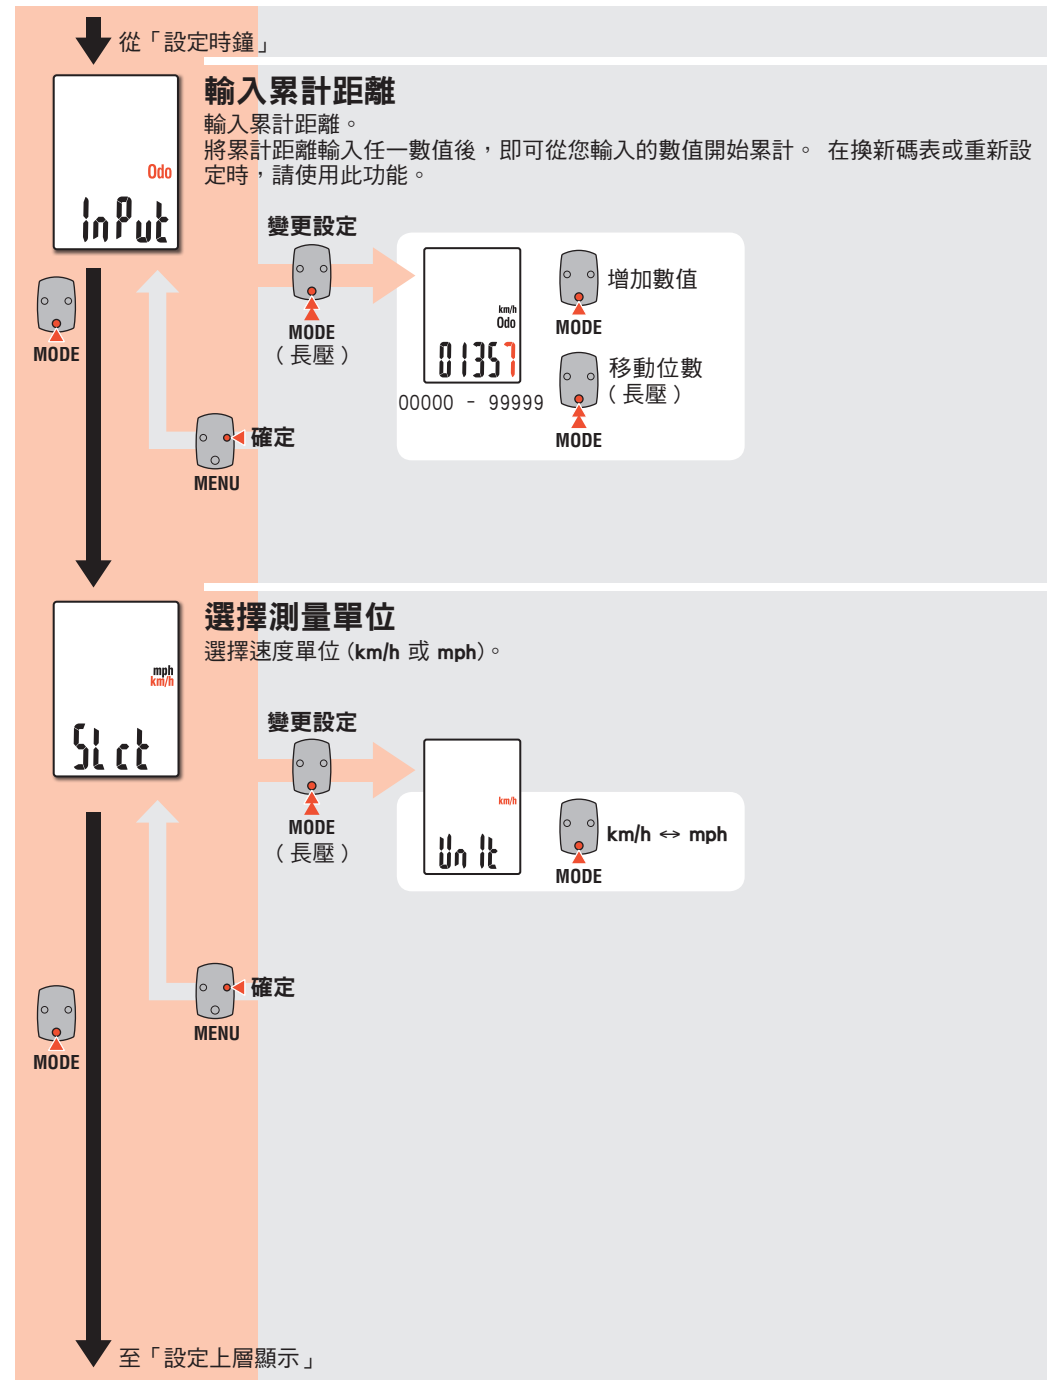 從「設定時鐘」
輸入累計距離
輸入累計距離。
將累計距離輸入任一數值後，即可從您輸入的數值開始累計。 在換新碼表或重新設
定時，請使用此功能。
Odo
InPut
變更設定
MODE
（長壓）
km/h
Odo
01357
00000 - 99999
增加數值
MODE
移動位數
（長壓）
MODE
MODE
確定
MENU
選擇測量單位
選擇速度單位 (km/h 或 mph)。
mph
km/h
Slct
變更設定
MODE
（長壓）
km/h
Unit
km/h ↔ mph
MODE
確定
MENU
MODE
至「設定上層顯示」